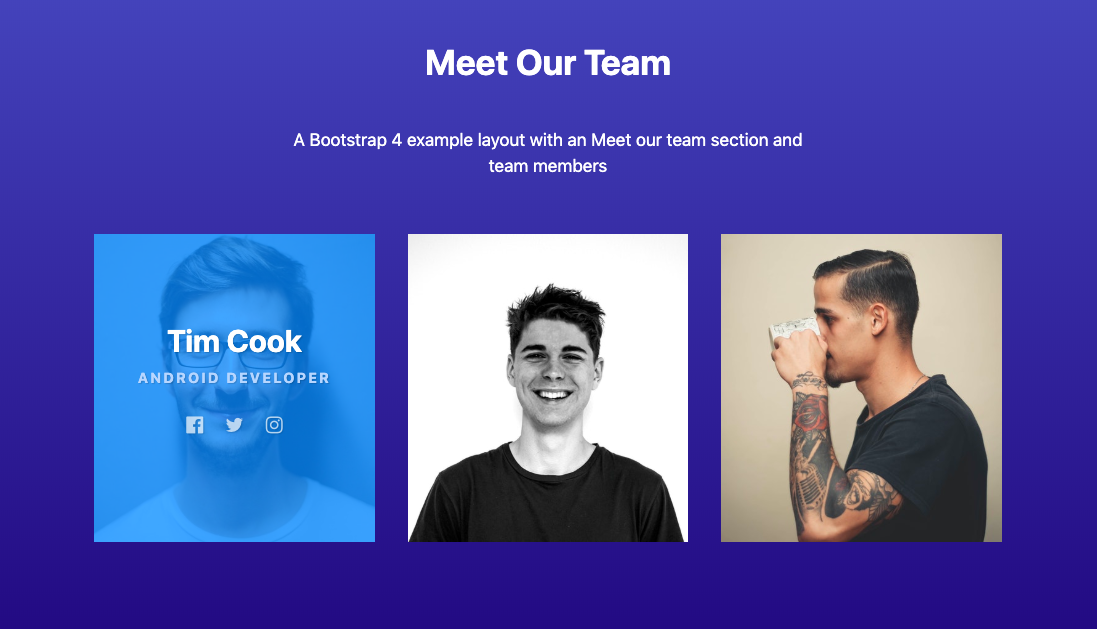 Meet Our Team
A Bootstrap 4 example layout with an Meet our team section and
team members
Tim Cook
ANDROID DEVELOPER